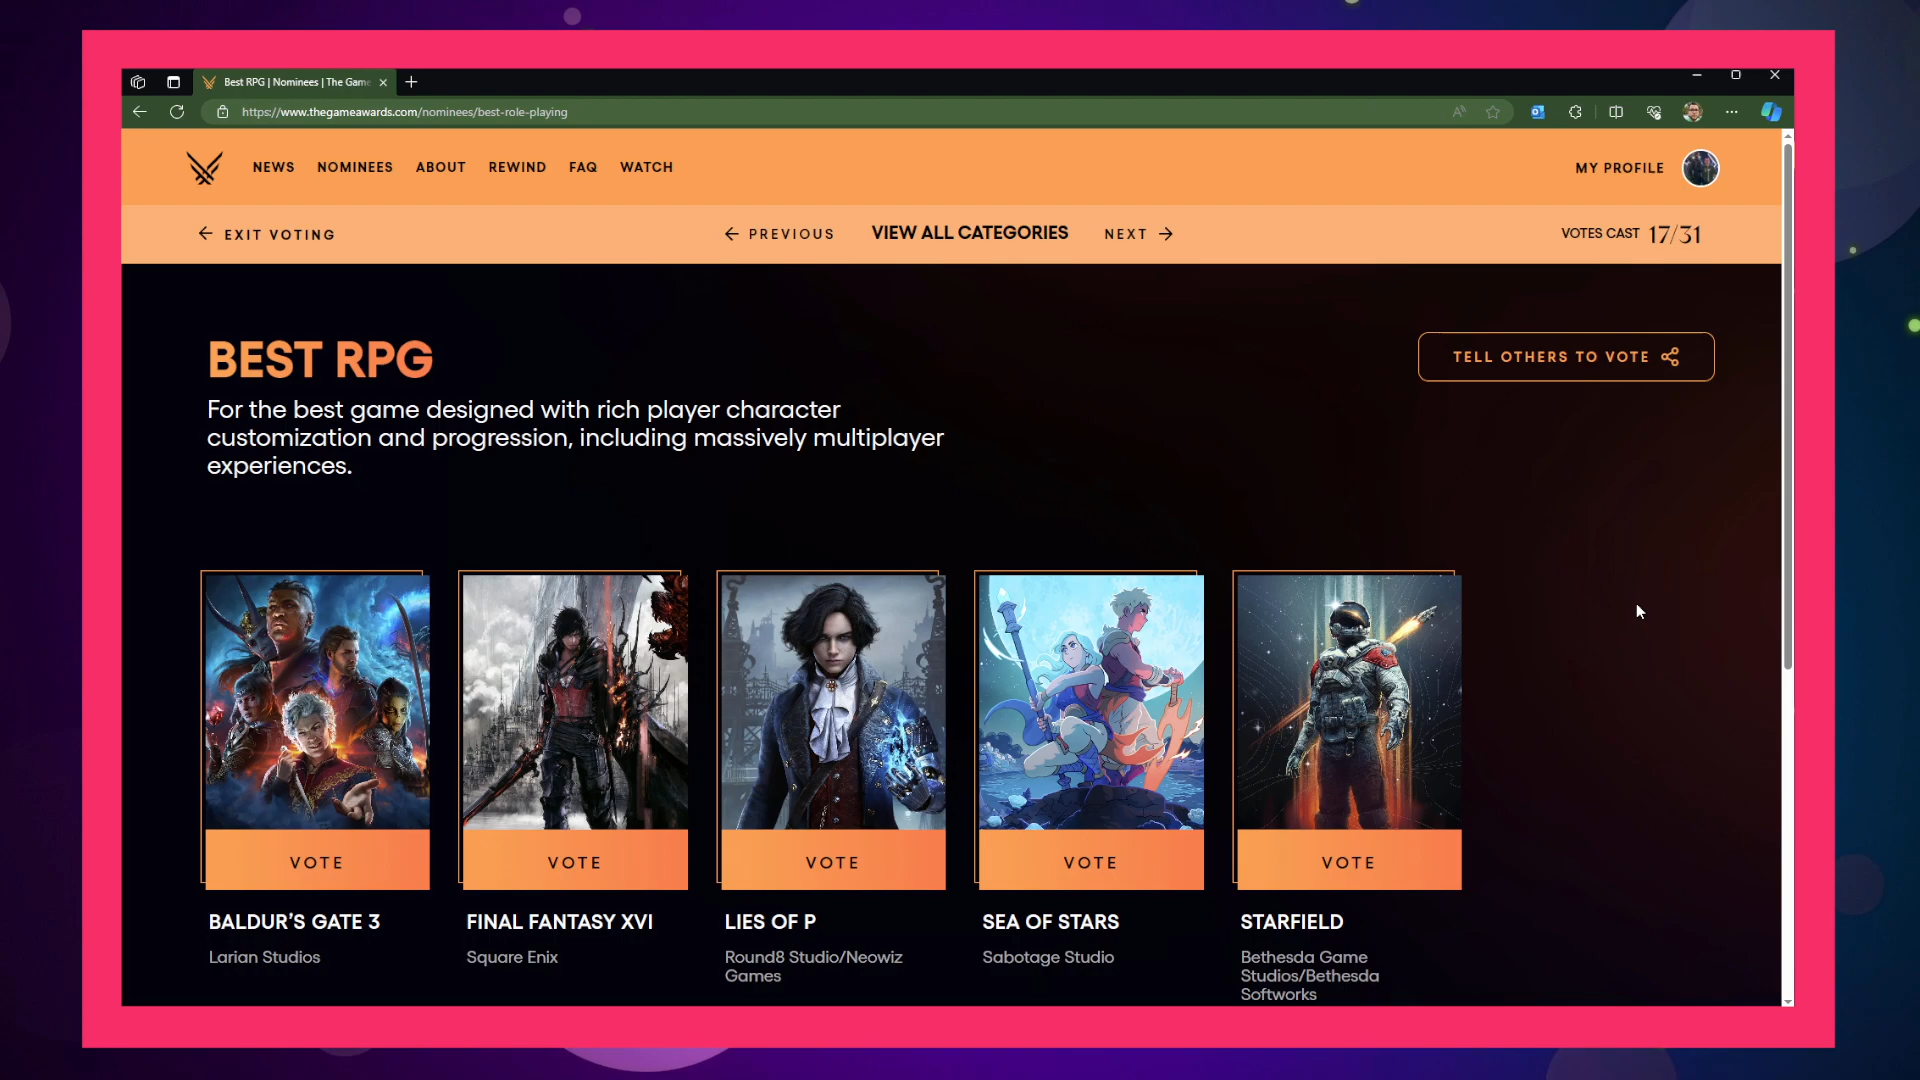 Best RPG | Nominees | The Game
https://www.thegameawards.com/nominees/best-role-playing
NEWS NOMINEES ABOUT REWIND FAQ WATCH
MY PROFILE
EXIT VOTING
PREVIOUS VIEW ALL CATEGORIES NEXT
VOTES CAST 17/31
BEST RPG
TELL OTHERS TO VOTE
For the best game designed with rich player character
customization and progression, including massively multiplayer
experiences.
VOTE VOTE VOTE VOTE VOTE
BALDUR'S GATE 3
Larian Studios
FINAL FANTASY XVI
Square Enix
LIES OF P
Round8 Studio/Neowiz
Games
SEA OF STARS
Sabotage Studio
STARFIELD
Bethesda Game
Studios/Bethesda
Softworks